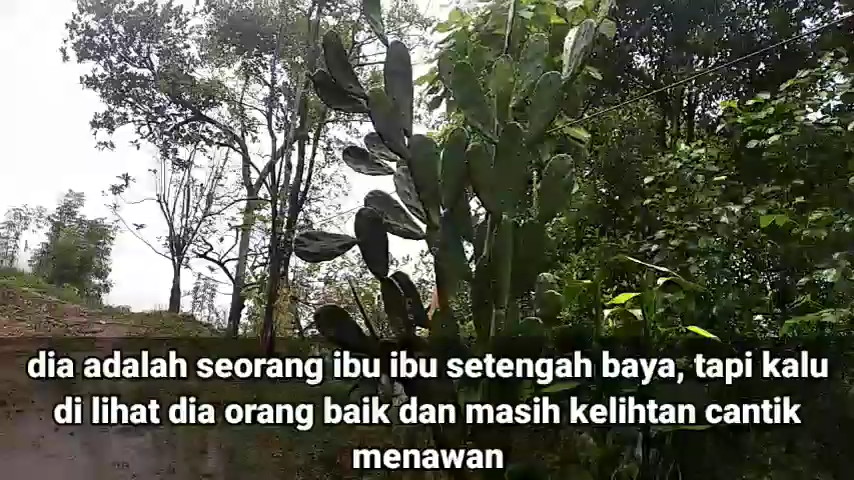 dia adalah seorang ibu ibu setengah baya, tapi kalu
di lihat dia orang baik dan masih kelihtan cantik
menawan